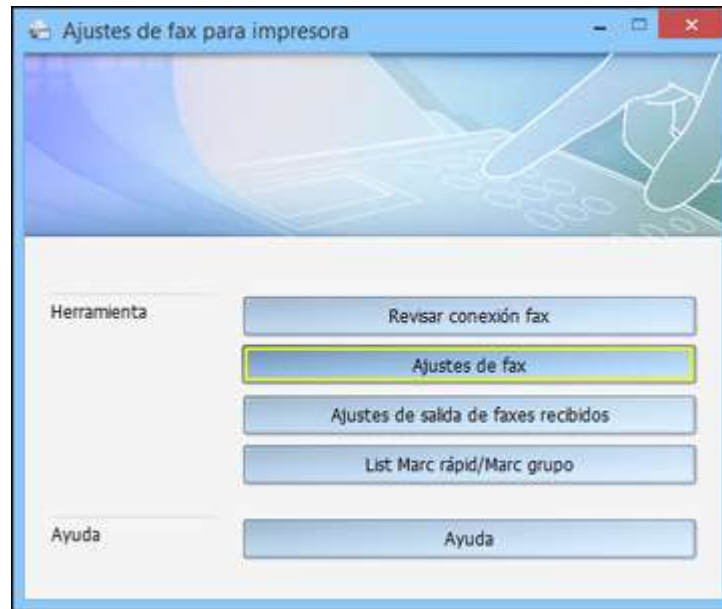 Ajustes de fax para impresora
Herramienta
Revisar conexión fax
Ajustes de fax
Ajustes de salida de faxes recibidos
List Marc rápid/Marc grupo
Ayuda
Ayuda